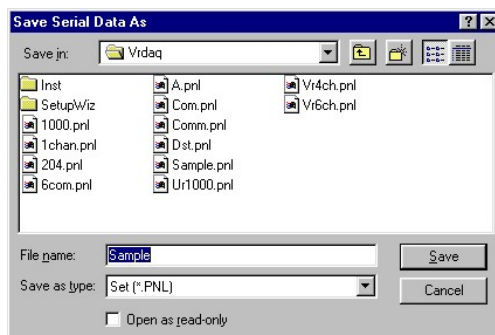 Save Serial Data As
Save in: Vrdaq
Inst A.pnl Vr4ch.pnl
SetupWiz Com.pnl Vr6ch.pnl
1000.pnl Comm.pnl
1chan.pnl Dst.pnl
204.pnl Sample.pnl
6com.pnl Ur1000.pnl
File name: Sample Save
Save as type: Set (*.PNL) Cancel
Open as read-only